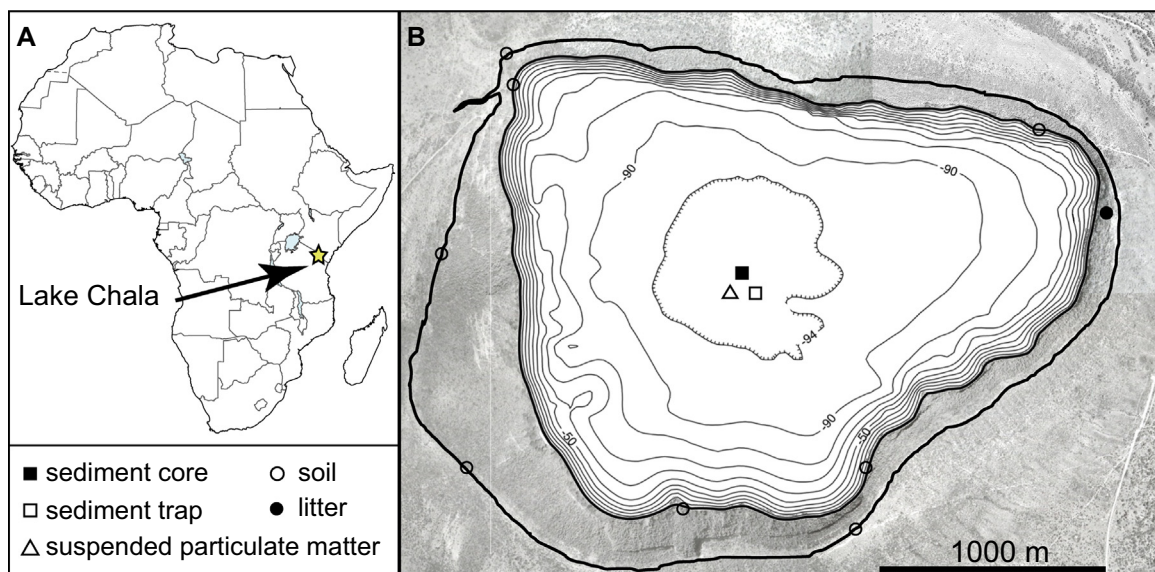 A
Lake Chala
sediment core
sediment trap
suspended particulate matter
soil
litter
B
-90
-90
-94
-90
-50
-50
1000 m